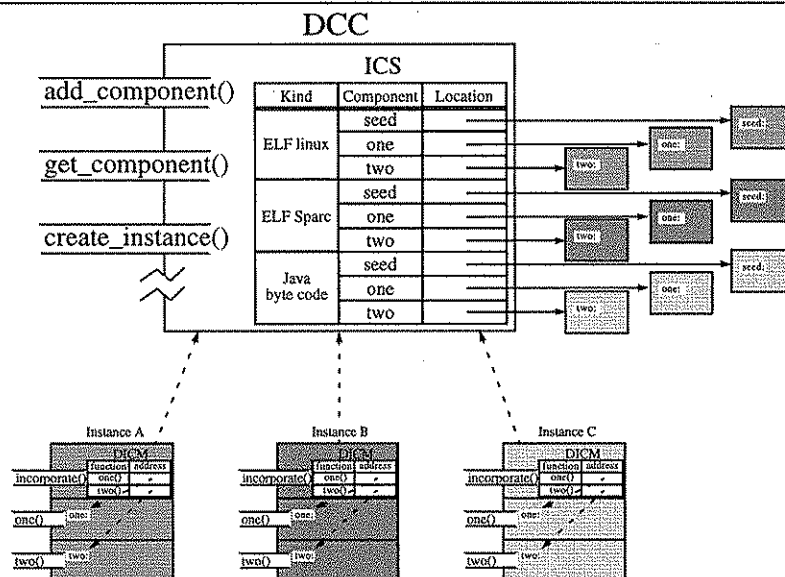 DCC
ICS
add_component()
get_component()
create_instance()
Kind Component Location
ELF linux
seed
one
two
ELF Sparc
seed
one
two
Java
byte code
seed
one
two
seed:
one:
two:
seed:
one:
two:
seed:
one:
two:
Instance A
DICM
function address
incorporate() one()
two()
one() one:
two() two:
Instance B
DICM
function address
incorporate() one()
two()
one() one:
two() two:
Instance C
DICM
function address
incorporate() one()
two()
one() one:
two() two: